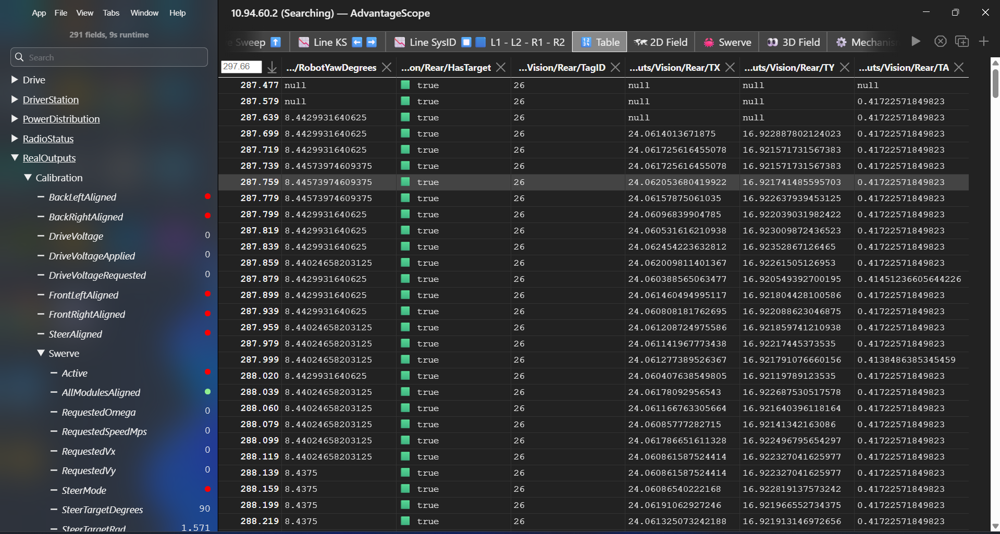 App File View Tabs Window Help
10.94.60.2 (Searching) — AdvantageScope
291 fields, 9s runtime
Search
Drive
DriverStation
PowerDistribution
RadioStatus
RealOutputs
Calibration
BackLeftAligned
BackRightAligned
DriveVoltage 0
DriveVoltageApplied 0
DriveVoltageRequested 0
FrontLeftAligned
FrontRightAligned
SteerAligned
Swerve
Active
AllModulesAligned
RequestedOmega 0
RequestedSpeedMps 0
RequestedVx 0
RequestedVy 0
SteerMode
SteerTargetDegrees 90
SteerTargetRad 1.571
Sweep ⬆️ Line KS ⬅️ ➡️ Line SysID L1 - L2 - R1 - R2 Table 2D Field Swerve 3D Field Mechanism
297.66 .../RobotYawDegrees ...on/Rear/HasTarget ...Vision/Rear/TagID ...uts/Vision/Rear/TX ...uts/Vision/Rear/TY ...uts/Vision/Rear/TA
287.477 null true 26 null null null
287.579 null true 26 null null 0.41722571849823
287.639 8.4429931640625 true 26 null null 0.41722571849823
287.699 8.4429931640625 true 26 24.0614013671875 16.922887802124023 0.41722571849823
287.719 8.4429931640625 true 26 24.061725616455078 16.921571731567383 0.41722571849823
287.739 8.44573974609375 true 26 24.061725616455078 16.921571731567383 0.41722571849823
287.759 8.44573974609375 true 26 24.062053680419922 16.921741485595703 0.41722571849823
287.779 8.44573974609375 true 26 24.06157875061035 16.922637939453125 0.41722571849823
287.799 8.4429931640625 true 26 24.06096839904785 16.922039031982422 0.41722571849823
287.819 8.4429931640625 true 26 24.060531616210938 16.923009872436523 0.41722571849823
287.839 8.4429931640625 true 26 24.062454223632812 16.92352867126465 0.41722571849823
287.859 8.44024658203125 true 26 24.062009811401367 16.92261505126953 0.41722571849823
287.879 8.4429931640625 true 26 24.060388565063477 16.920549392700195 0.41451236605644226
287.899 8.4429931640625 true 26 24.061460494995117 16.921804428100586 0.41722571849823
287.939 8.4429931640625 true 26 24.060808181762695 16.922088623046875 0.41722571849823
287.959 8.44024658203125 true 26 24.061208724975586 16.921859741210938 0.41722571849823
287.979 8.44024658203125 true 26 24.061141967773438 16.92217445373535 0.41722571849823
287.999 8.44024658203125 true 26 24.061277389526367 16.921791076660156 0.4138486385345459
288.020 8.4429931640625 true 26 24.060407638549805 16.92119789123535 0.41722571849823
288.039 8.44024658203125 true 26 24.06178092956543 16.922687530517578 0.41722571849823
288.060 8.44024658203125 true 26 24.061166763305664 16.921640396118164 0.41722571849823
288.079 8.44024658203125 true 26 24.06085777282715 16.92141342163086 0.41722571849823
288.099 8.44024658203125 true 26 24.061786651611328 16.922496795654297 0.41722571849823
288.119 8.44024658203125 true 26 24.060861587524414 16.922327041625977 0.41722571849823
288.139 8.4375 true 26 24.060861587524414 16.922327041625977 0.41722571849823
288.159 8.4375 true 26 24.06086540222168 16.922819137573242 0.41722571849823
288.199 8.4375 true 26 24.06191062927246 16.921966552734375 0.41722571849823
288.219 8.4375 true 26 24.061325073242188 16.921913146972656 0.41722571849823